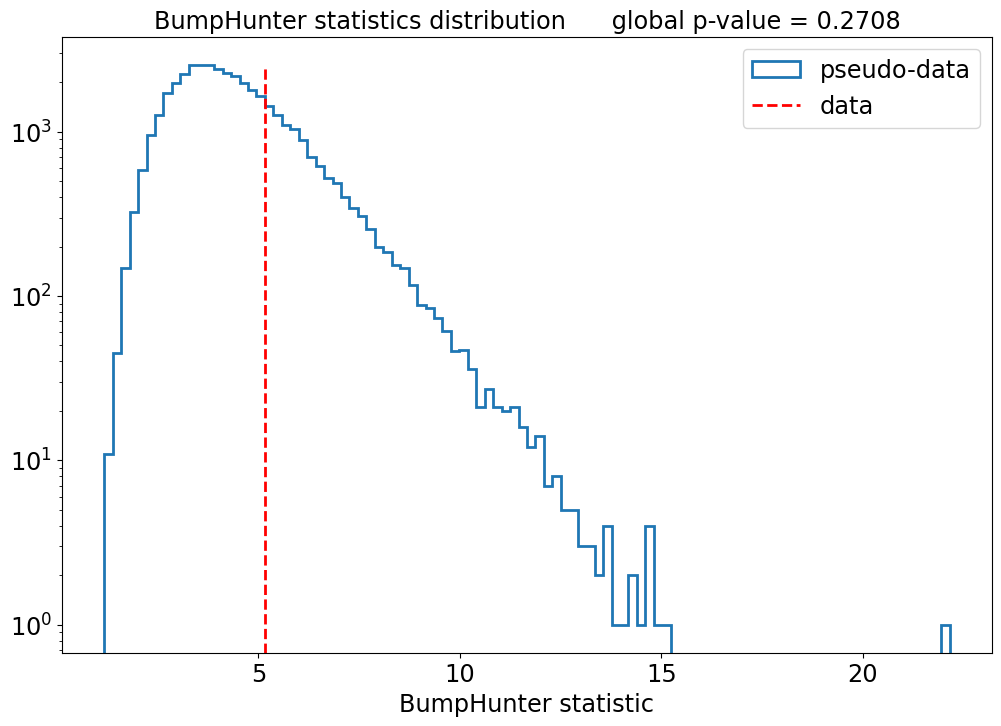 BumpHunter statistics distribution global p-value = 0.2708
pseudo-data
data
10³
10²
10¹
10⁰
5 10 15 20
BumpHunter statistic